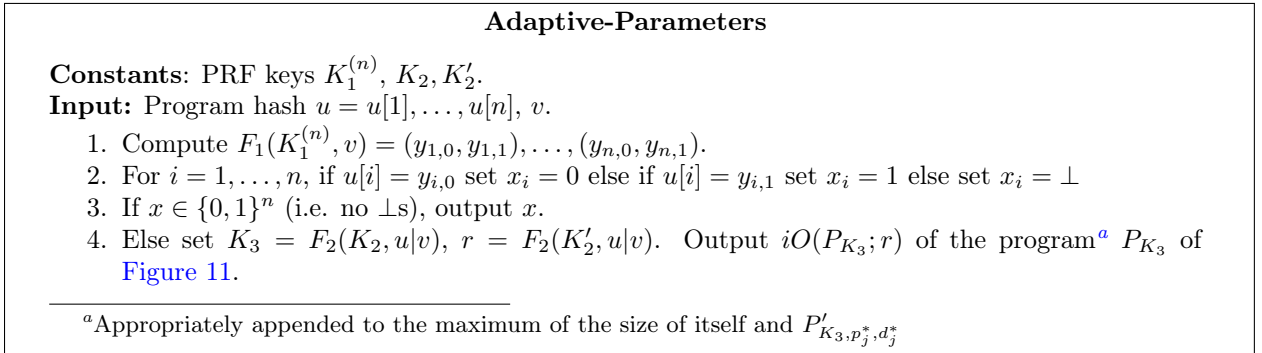 Adaptive-Parameters
Constants: PRF keys K_1^{(n)}, K_2, K_2'.
Input: Program hash u = u[1], . . . , u[n], v.
1. Compute F_1(K_1^{(n)}, v) = (y_{1,0}, y_{1,1}), . . . , (y_{n,0}, y_{n,1}).
2. For i = 1, . . . , n, if u[i] = y_{i,0} set x_i = 0 else if u[i] = y_{i,1} set x_i = 1 else set x_i = ⊥
3. If x ∈ {0, 1}^n (i.e. no ⊥s), output x.
4. Else set K_3 = F_2(K_2, u|v), r = F_2(K_2', u|v). Output iO(P_{K_3}; r) of the program^a P_{K_3} of
Figure 11.
^aAppropriately appended to the maximum of the size of itself and P'_{K_3,p_j^*,d_j^*}